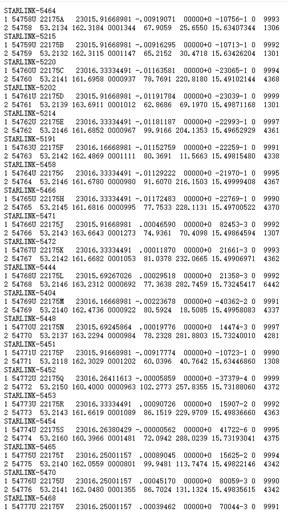 STARLINK-5464
1 54758U 22175A   23015.91668981 -.00919071  00000+0 -10756-1 0  9993
2 54758  53.2134 162.3184 0001344  67.9059  25.6550 15.63407344  1306
STARLINK-5218
1 54759U 22175B   23015.91668981 -.00916295  00000+0 -10713-1 0  9992
2 54759  53.2132 162.3115 0001147  65.2152  30.4718 15.63426204  1301
STARLINK-5220
1 54760U 22175C   23016.33334491 -.01163581  00000+0 -23065-1 0  9994
2 54760  53.2141 161.6958 0000937  78.7691 220.8180 15.49102144  4368
STARLINK-5202
1 54761U 22175D   23015.91668981 -.01191784  00000+0 -23039-1 0  9999
2 54761  53.2139 163.6911 0001012  62.8686  69.1970 15.49871168  1301
STARLINK-5214
1 54762U 22175E   23016.33334491 -.01181187  00000+0 -22993-1 0  9997
2 54762  53.2146 161.6852 0000967  99.9166 204.1353 15.49652929  4361
STARLINK-5191
1 54763U 22175F   23016.16668981 -.01152759  00000+0 -22259-1 0  9991
2 54763  53.2142 162.4869 0001111  80.3691  11.5663 15.49815480  4338
STARLINK-5458
1 54764U 22175G   23016.33334491 -.01129222  00000+0 -21970-1 0  9995
2 54764  53.2146 161.6780 0000980  91.6070 216.1503 15.49999408  4367
STARLINK-5466
1 54765U 22175H   23016.33334491 -.01172483  00000+0 -22769-1 0  9990
2 54765  53.2145 161.6816 0000995  77.7533 228.1131 15.49700552  4370
STARLINK-5471
1 54766U 22175J   23015.91668981  .00046590  00000+0  82453-3 0  9992
2 54766  53.2143 163.6643 0001273  74.9361  70.4098 15.49864594  1307
STARLINK-5472
1 54767U 22175K   23016.33334491  .00011870  00000+0  21661-3 0  9993
2 54767  53.2142 161.6682 0001053  81.0378 232.0665 15.49906971  4362
STARLINK-5444
1 54768U 22175L   23015.69267026 -.00029518  00000+0  21358-3 0  9992
2 54768  53.2146 163.2312 0000692  77.3638 282.7459 15.73245417  6442
STARLINK-5404
1 54769U 22175M   23016.16668981 -.00223678  00000+0 -40362-2 0  9991
2 54769  53.2140 162.4736 0000922  80.5924  18.5085 15.49958083  4337
STARLINK-5448
1 54770U 22175N   23015.69245864  .00019776  00000+0  14474-3 0  9997
2 54770  53.2137 163.2294 0000984  78.2328 281.8803 15.73240010  4281
STARLINK-5451
1 54771U 22175P   23015.91668981 -.00917774  00000+0 -10723-1 0  9990
2 54771  53.2118 162.3029 0001202  60.0396  40.7642 15.63446860  1308
STARLINK-5452
1 54772U 22175Q   23016.26411613 -.00005859  00000+0 -37379-4 0  9999
2 54772  53.2150 160.4000 0000963 102.2773 257.8355 15.73188060  4372
STARLINK-5453
1 54773U 22175R   23016.33334491  .00090726  00000+0  15907-2 0  9992
2 54773  53.2143 161.6619 0001089  86.1519 229.9709 15.49836660  4363
STARLINK-5454
1 54774U 22175S   23016.26380429 -.00000562  00000+0  41722-6 0  9995
2 54774  53.2160 160.3966 0001481  72.0942 288.0239 15.73193041  4375
STARLINK-5465
1 54775U 22175T   23016.25001157  .00089045  00000+0  15625-2 0  9994
2 54775  53.2140 162.0559 0000801  99.9481 113.7474 15.49822146  4342
STARLINK-5470
1 54776U 22175U   23016.25001157  .00045170  00000+0  80059-3 0  9990
2 54776  53.2141 162.0480 0001355  86.7024 131.1324 15.49835615  4342
STARLINK-5468
1 54777U 22175V   23016.25001157  .00039462  00000+0  70044-3 0  9991